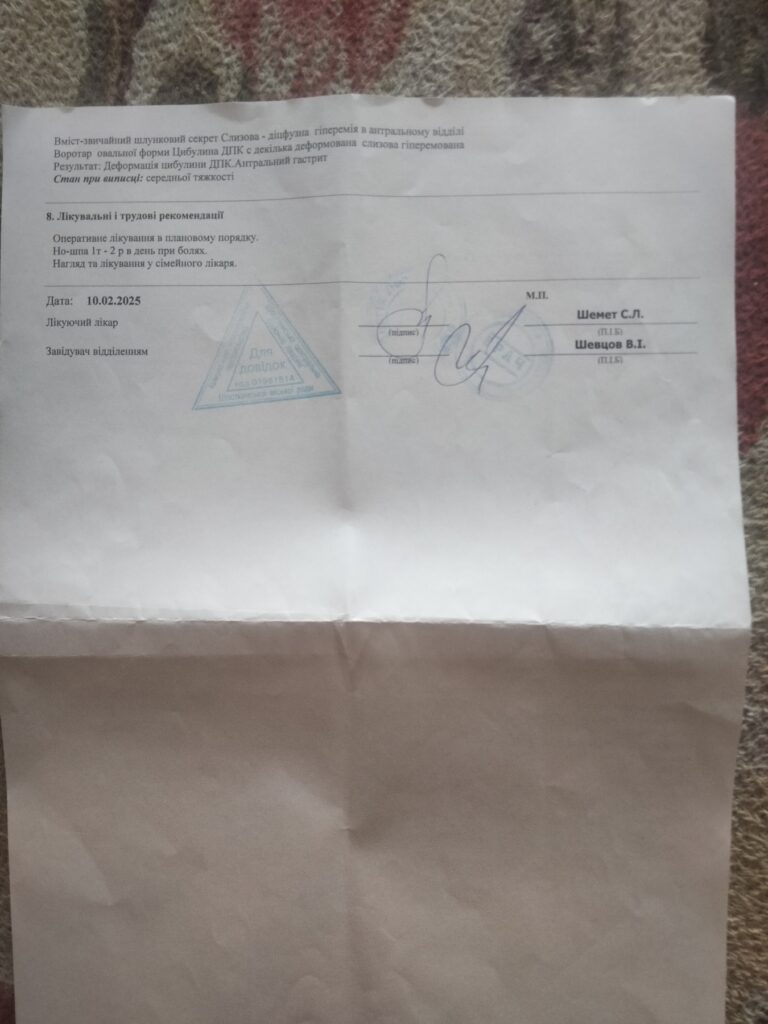 Вміст-звичайний шлунковий секрет Слизова - діцфузна гіперемія в антральному відділі
Воротар овальної форми Цибулина ДПК с декілька деформована слизова гіперемована
Результат: Деформація цибулини ДПК.Антральний гастрит
Стан при виписці: середньої тяжкості
8. Лікувальні і трудові рекомендації
Оперативне лікування в плановому порядку.
Но-шпа 1т - 2 р в день при болях.
Нагляд та лікування у сімейного лікаря.
Дата: 10.02.2025
М.П.
Лікуючий лікар
Шемет С.Л.
(підпис)
(П.І.Б)
Завідувач відділенням
Шевцов В.І.
(підпис)
(П.І.Б)
Для
довідок
міської ради